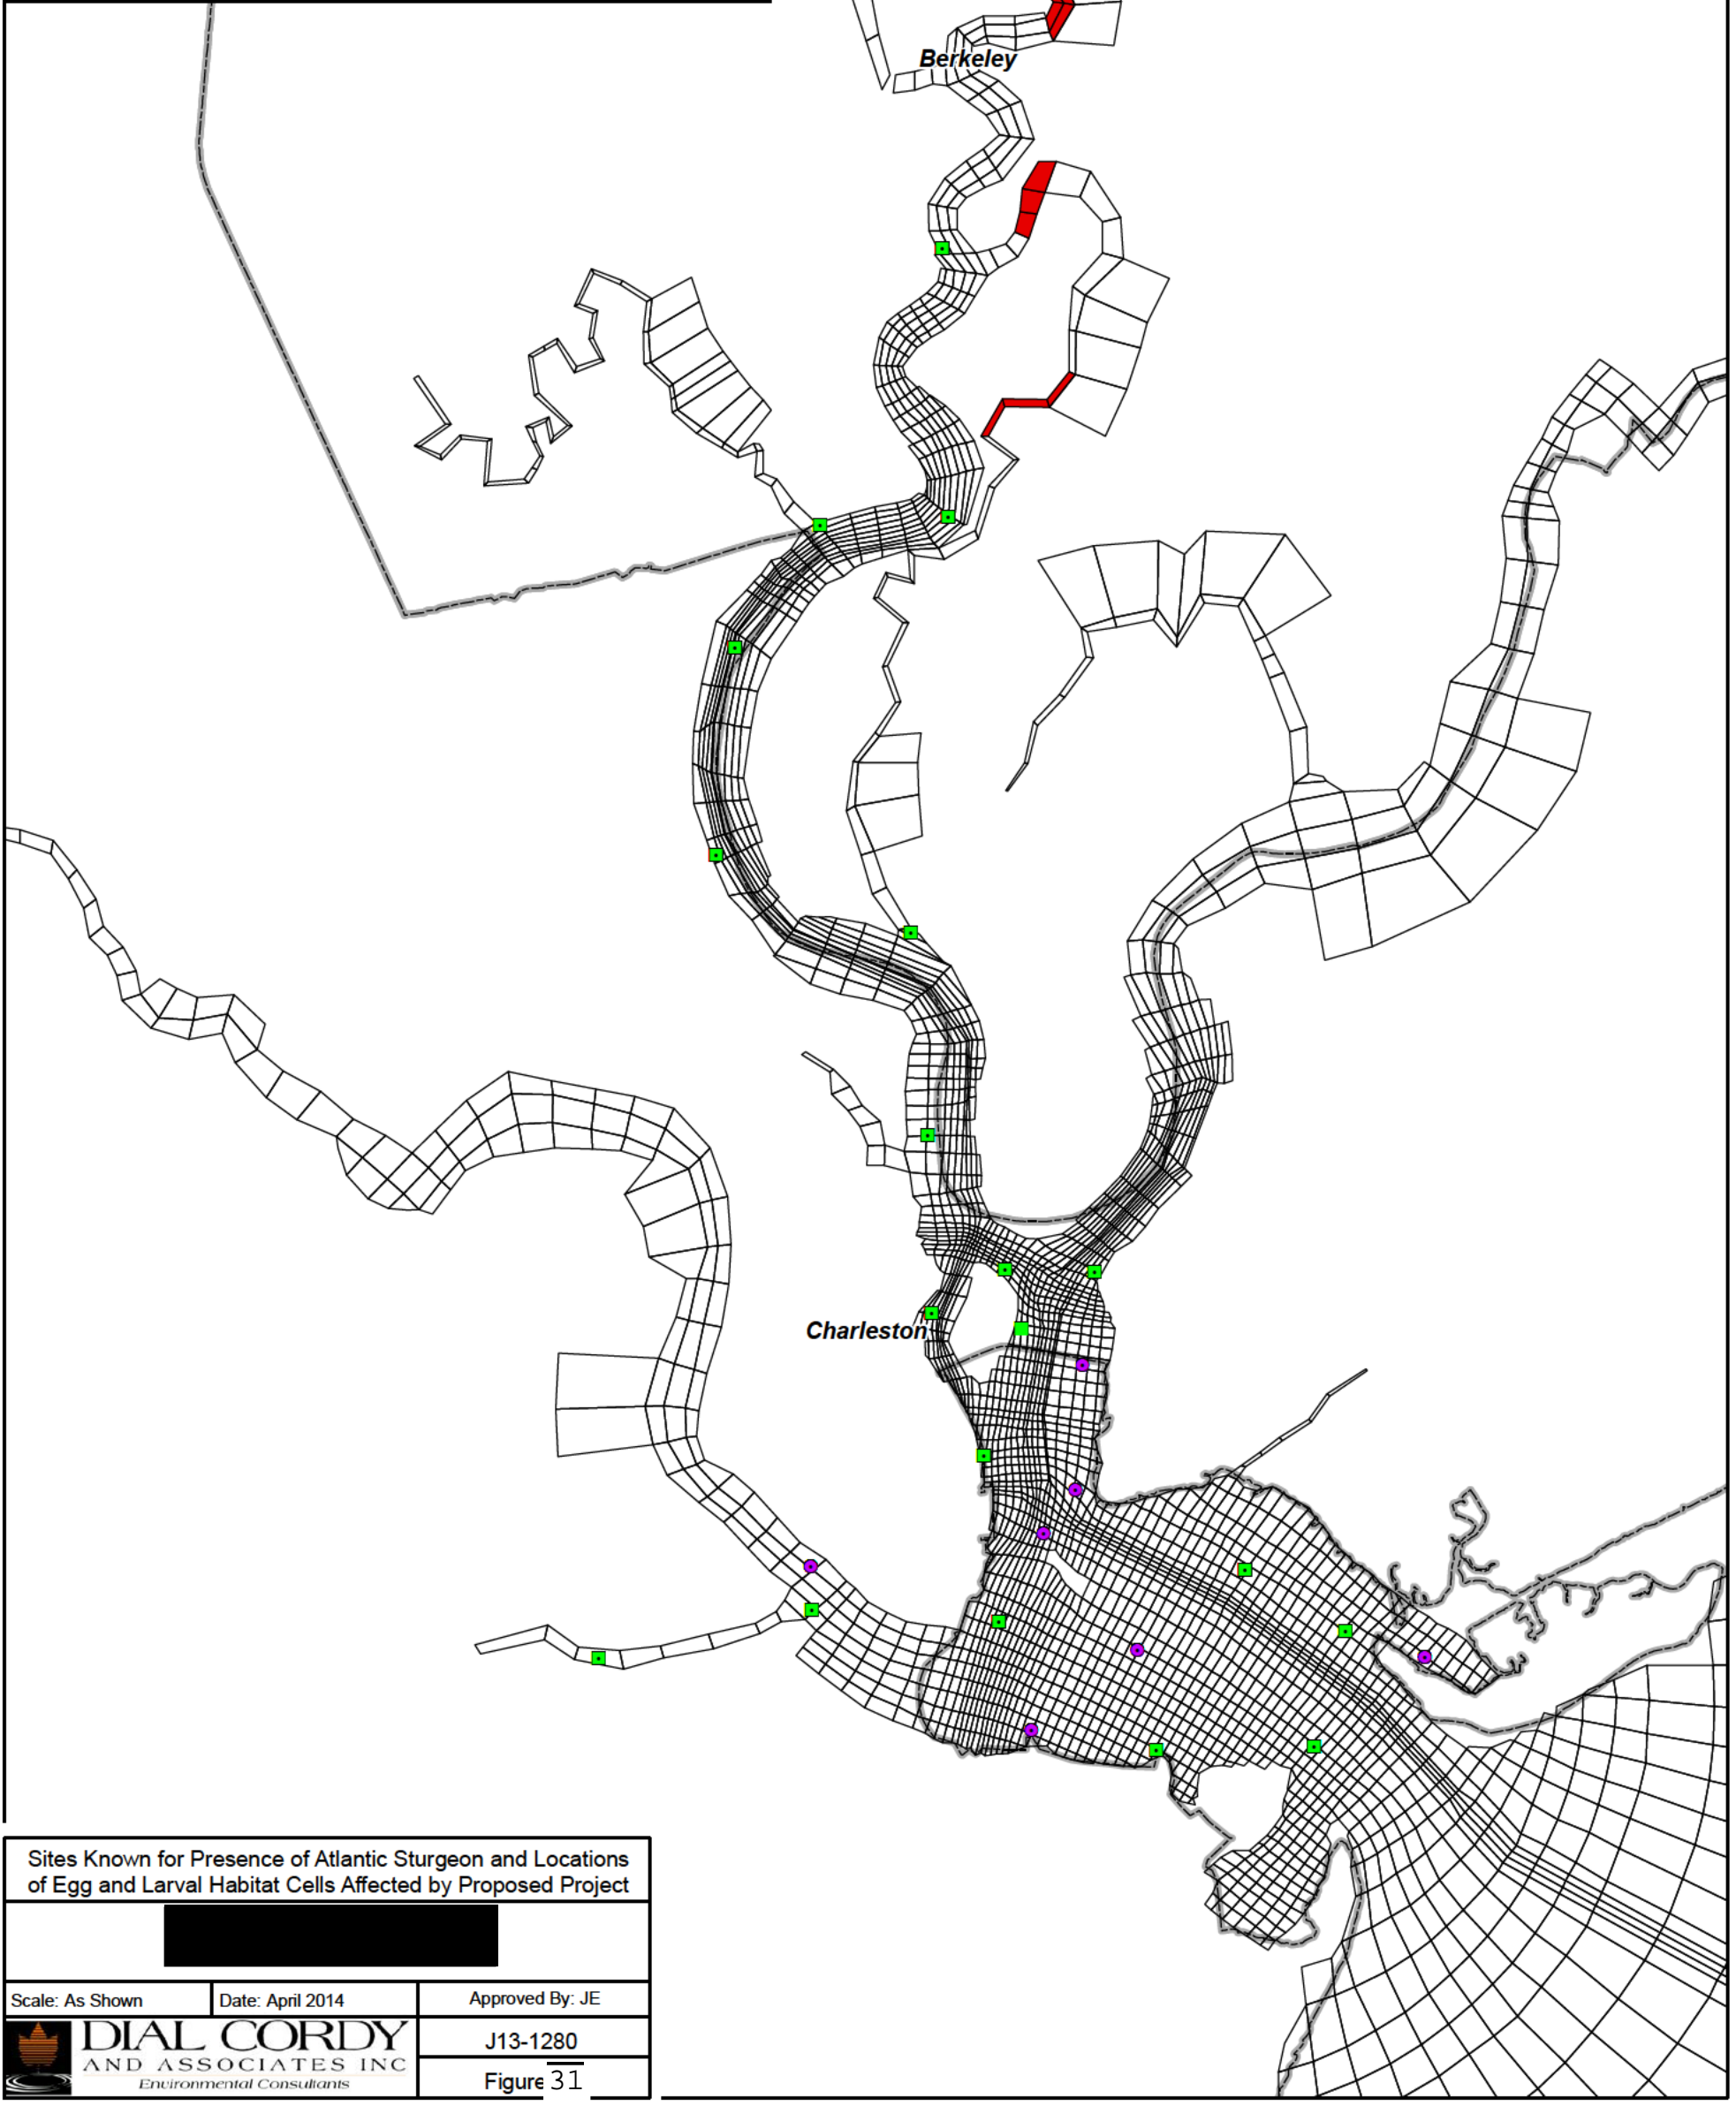 Berkeley
Charleston
Sites Known for Presence of Atlantic Sturgeon and Locations
of Egg and Larval Habitat Cells Affected by Proposed Project
Scale: As Shown
Date: April 2014
Approved By: JE
DIAL CORDY
AND ASSOCIATES INC
Environmental Consultants
J13-1280
Figure 31